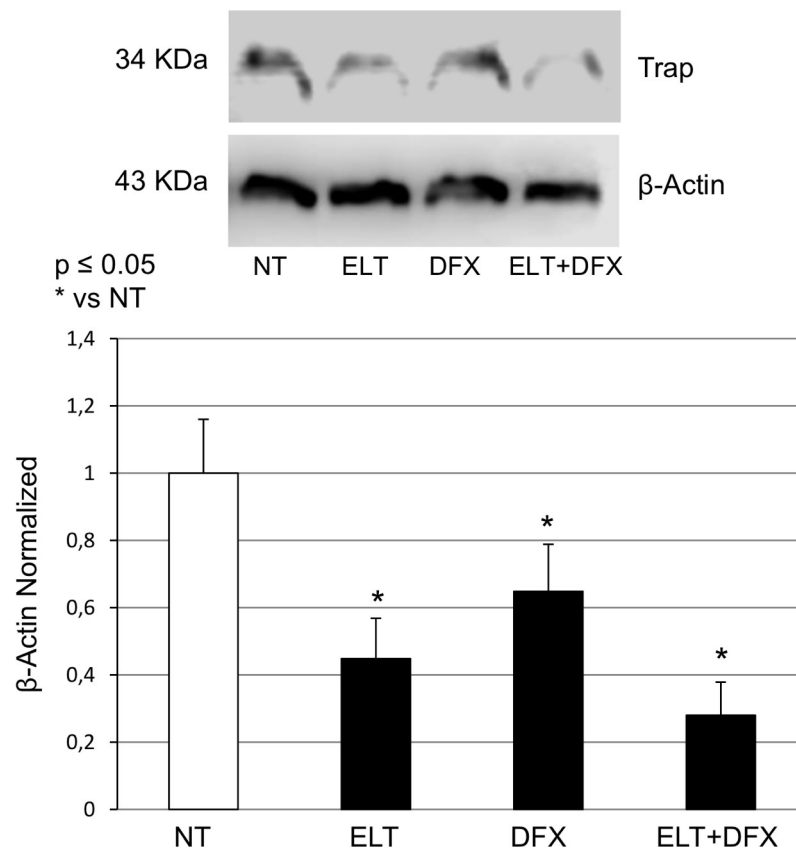 34 KDa
Trap
43 KDa
β-Actin
NT ELT DFX ELT+DFX
p ≤ 0.05
* vs NT
β-Actin Normalized
1,4
1,2
1
0,8
0,6
0,4
0,2
0
*
*
*
NT ELT DFX ELT+DFX